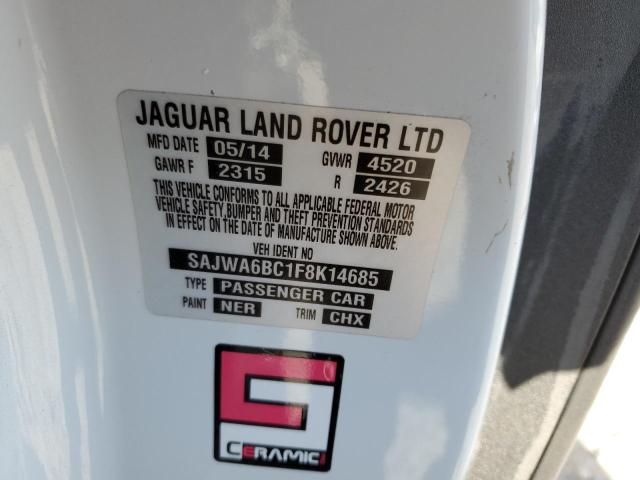 JAGUAR LAND ROVER LTD
MFD DATE 05/14 GVWR 4520
GAWR F 2315 R 2426
THIS VEHICLE CONFORMS TO ALL APPLICABLE FEDERAL MOTOR
VEHICLE SAFETY, BUMPER AND THEFT PREVENTION STANDARDS
IN EFFECT ON THE DATE OF MANUFACTURE SHOWN ABOVE.
VEH IDENT NO
SAJWA6BC1F8K14685
TYPE PASSENGER CAR
PAINT NER TRIM CHX
5
CERAMIC